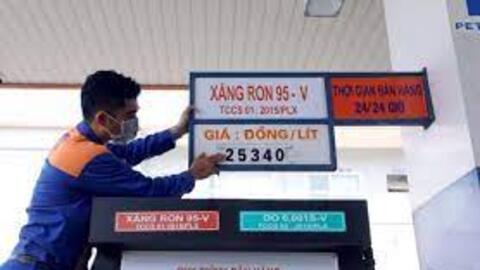 PET
XĂNG RON 95 - V
TCCS 01: 2015/PLX
THỜI GIAN BÁN HÀNG
24/24 GIỜ
GIÁ : ĐỒNG/LÍT
25340
XĂNG RON 95-V
DO 0,001S-V